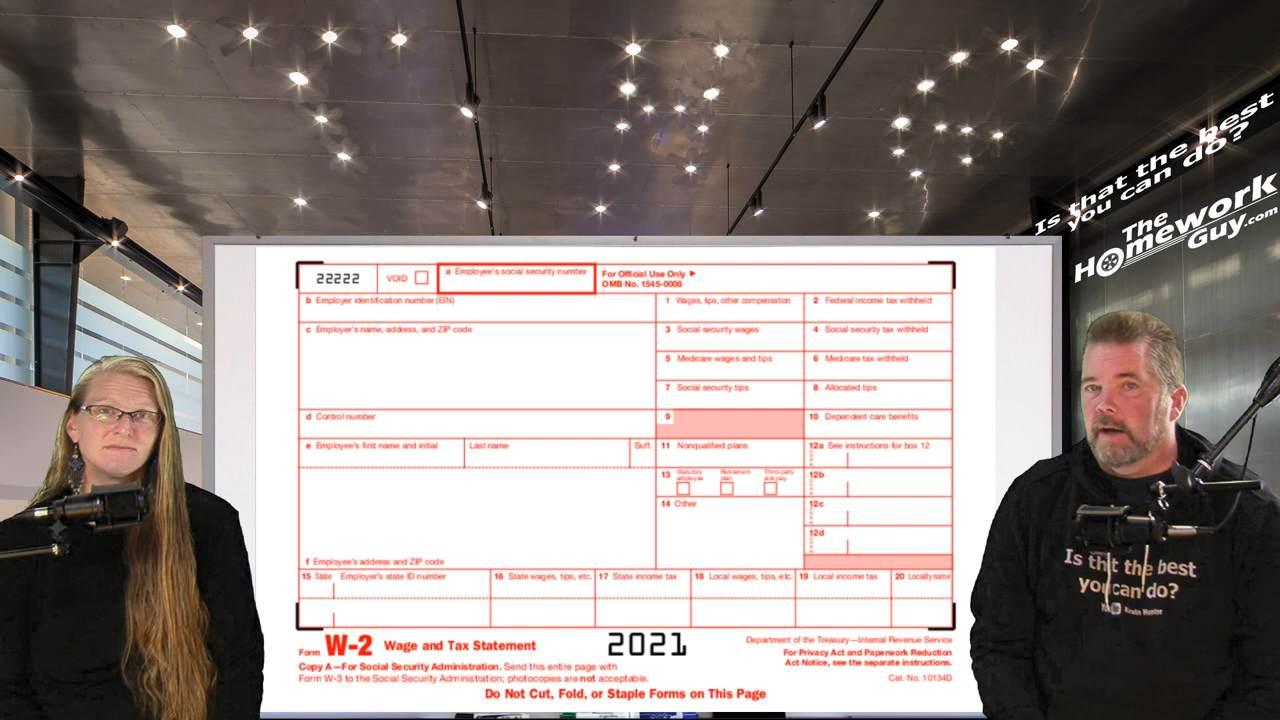 Is that the best
you can do?
The
Homework
Guy.com
22222
VOID
a Employee's social security number
For Official Use Only ▶
OMB No. 1545-0008
b Employer identification number (EIN)
1 Wages, tips, other compensation
2 Federal income tax withheld
c Employer's name, address, and ZIP code
3 Social security wages
4 Social security tax withheld
5 Medicare wages and tips
6 Medicare tax withheld
7 Social security tips
8 Allocated tips
d Control number
9
10 Dependent care benefits
e Employee's first name and initial
Last name
Suff.
11 Nonqualified plans
12a See instructions for box 12
13 Statutory employee
Retirement plan
Third-party sick pay
12b
14 Other
12c
12d
f Employee's address and ZIP code
15 State Employer's state ID number
16 State wages, tips, etc.
17 State income tax
18 Local wages, tips, etc.
19 Local income tax
20 Locality name
Form W-2 Wage and Tax Statement
2021
Department of the Treasury—Internal Revenue Service
For Privacy Act and Paperwork Reduction
Act Notice, see the separate instructions.
Copy A—For Social Security Administration. Send this entire page with
Form W-3 to the Social Security Administration; photocopies are not acceptable.
Cat. No. 10134D
Do Not Cut, Fold, or Staple Forms on This Page
Is that the best
you can do?
Kevin Hunter